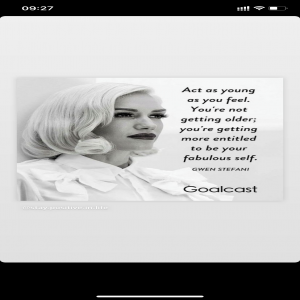 09:27
Act as young
as you feel.
You're not
getting older;
you're getting
more entitled
to be your
fabulous self.
GWEN STEFANI
Goalcast